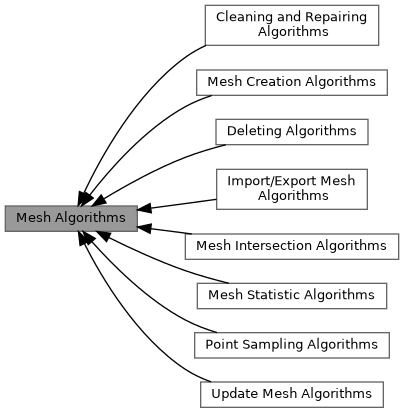 Cleaning and Repairing
Algorithms
Mesh Creation Algorithms
Deleting Algorithms
Import/Export Mesh
Algorithms
Mesh Algorithms
Mesh Intersection Algorithms
Mesh Statistic Algorithms
Point Sampling Algorithms
Update Mesh Algorithms